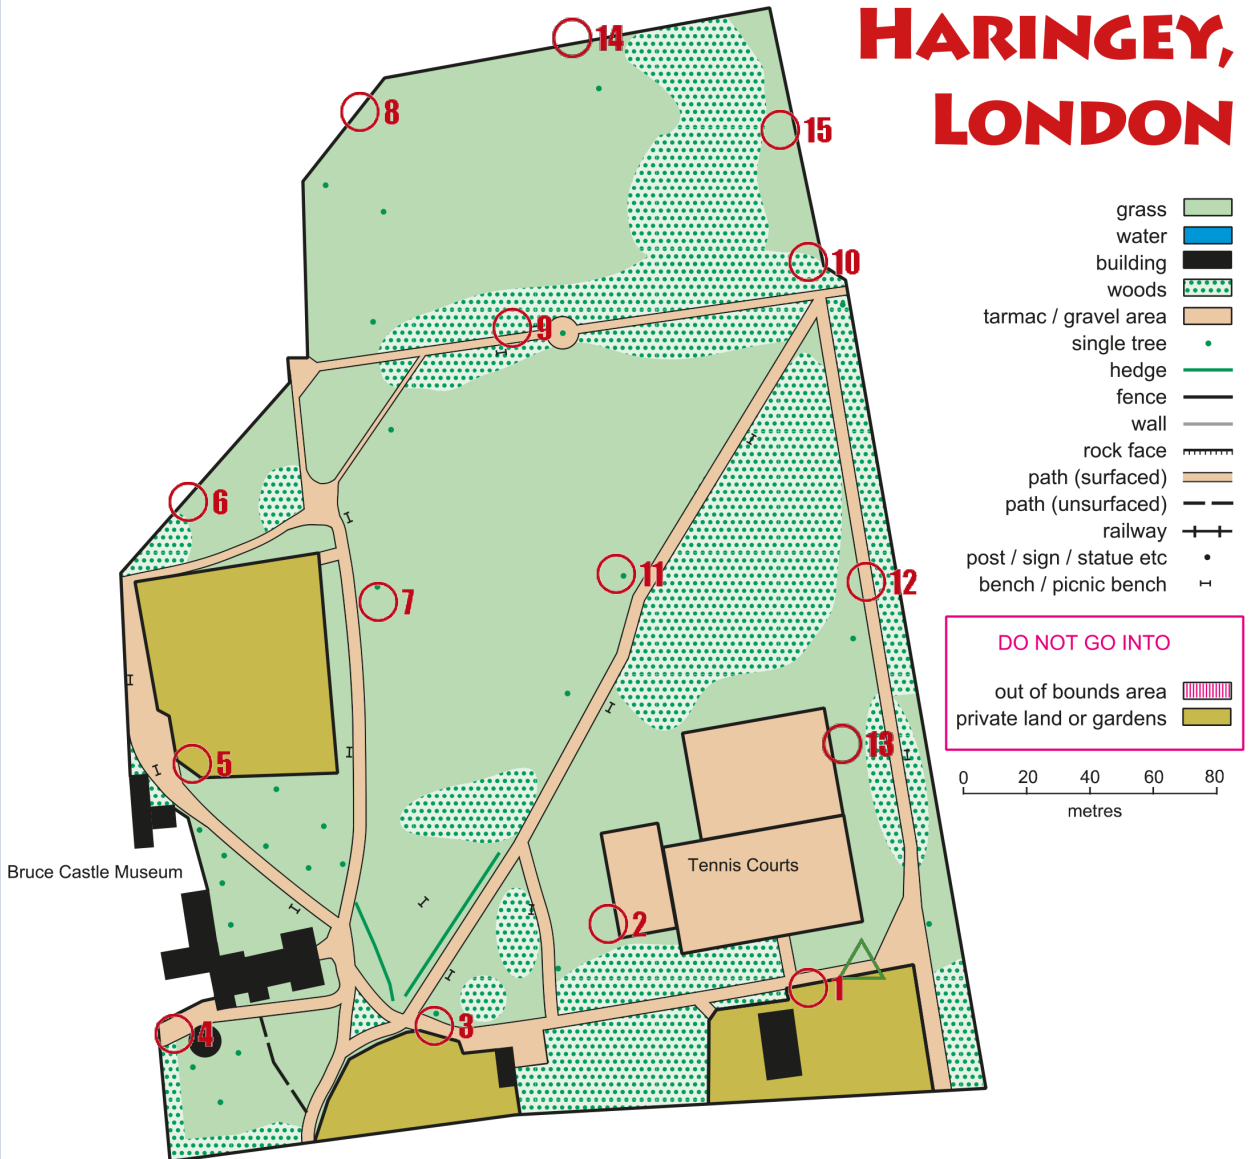 HARINGEY,
LONDON
14
8
15
10
9
6
11
12
7
5
13
Bruce Castle Museum
Tennis Courts
2
1
3
4
grass
water
building
woods
tarmac / gravel area
single tree
hedge
fence
wall
rock face
path (surfaced)
path (unsurfaced)
railway
post / sign / statue etc
bench / picnic bench
DO NOT GO INTO
out of bounds area
private land or gardens
0 20 40 60 80
metres